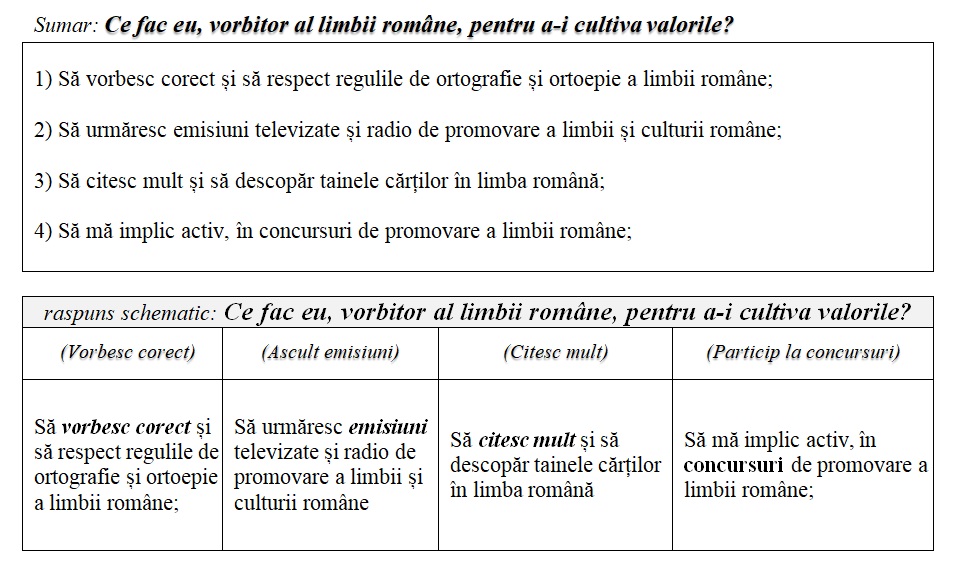 Sumar: Ce fac eu, vorbitor al limbii române, pentru a-i cultiva valorile?
1) Să vorbesc corect și să respect regulile de ortografie și ortoepie a limbii române;
2) Să urmăresc emisiuni televizate și radio de promovare a limbii și culturii române;
3) Să citesc mult și să descopăr tainele cărților în limba română;
4) Să mă implic activ, în concursuri de promovare a limbii române;
raspuns schematic: Ce fac eu, vorbitor al limbii române, pentru a-i cultiva valorile?
(Vorbesc corect)
(Ascult emisiuni)
(Citesc mult)
(Particip la concursuri)
Să vorbesc corect și
să respect regulile de
ortografie și ortoepie
a limbii române;
Să urmăresc emisiuni
televizate și radio de
promovare a limbii și
culturii române
Să citesc mult și să
descopăr tainele cărților
în limba română
Să mă implic activ, în
concursuri de promovare a
limbii române;